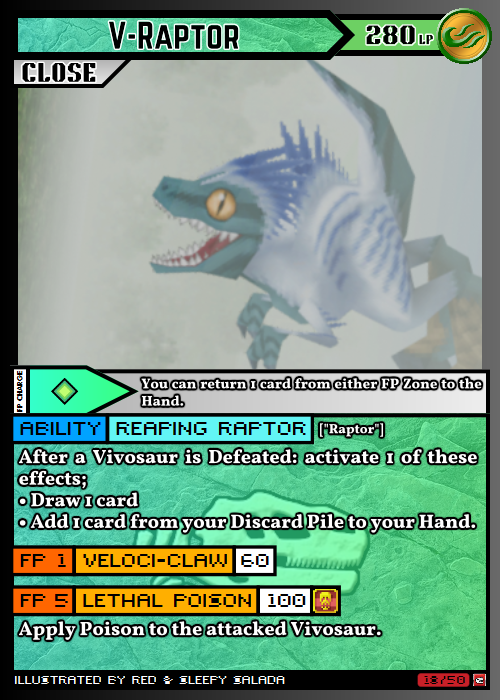 V-RAPTOR
280 LP
CLOSE
FP CHARGE
You can return 1 card from either FP Zone to the
Hand.
ABILITY REAPING RAPTOR ["Raptor"]
After a Vivosaur is Defeated: activate 1 of these
effects;
• Draw 1 card
• Add 1 card from your Discard Pile to your Hand.
FP 1 VELOCI-CLAW 60
FP 5 LETHAL POISON 100
Apply Poison to the attacked Vivosaur.
ILLUSTRATED BY RED & SLEEPY SALADA
18/50